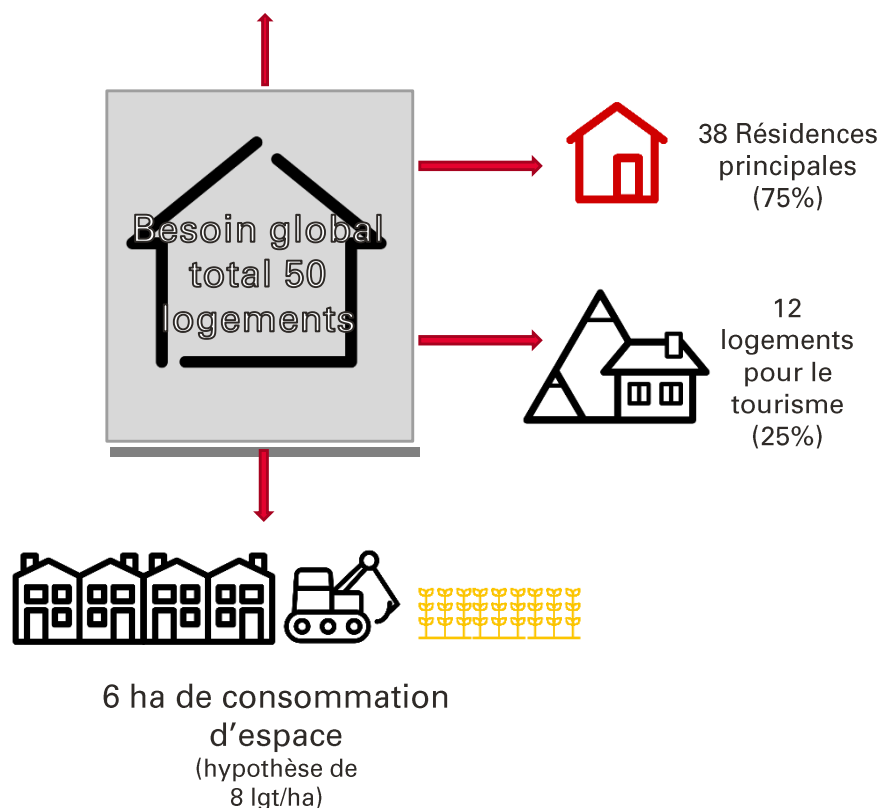 Besoin global
total 50
logements
38 Résidences
principales
(75%)
12
logements
pour le
tourisme
(25%)
6 ha de consommation
d’espace
(hypothèse de
8 lgt/ha)